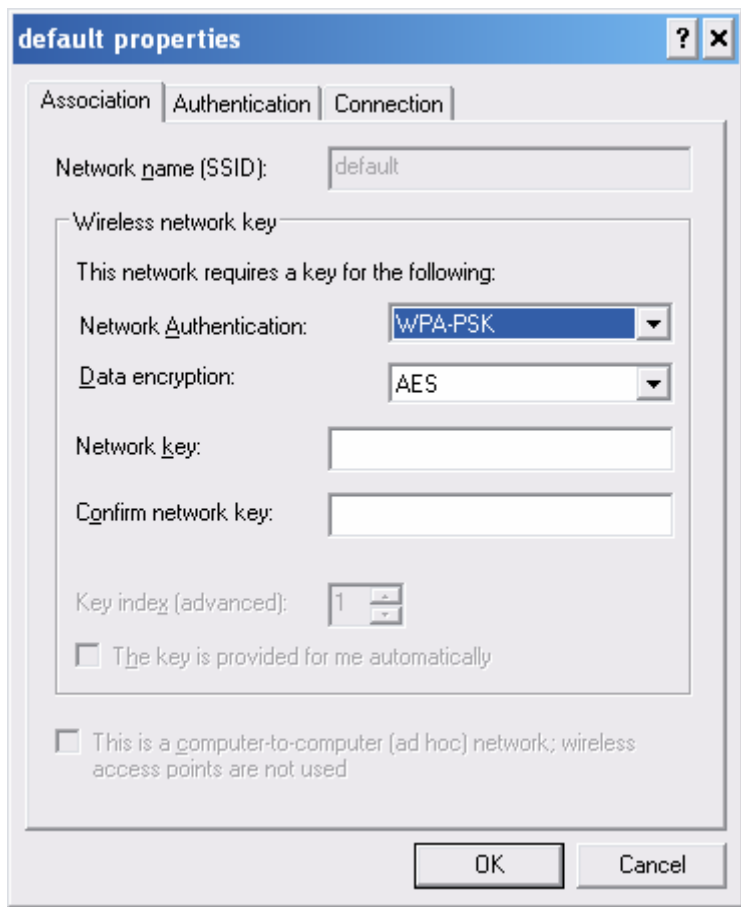 default properties
Association Authentication Connection
Network name (SSID): default
Wireless network key
This network requires a key for the following:
Network Authentication: WPA-PSK
Data encryption: AES
Network key:
Confirm network key:
Key index (advanced): 1
The key is provided for me automatically
This is a computer-to-computer (ad hoc) network; wireless
access points are not used
OK Cancel